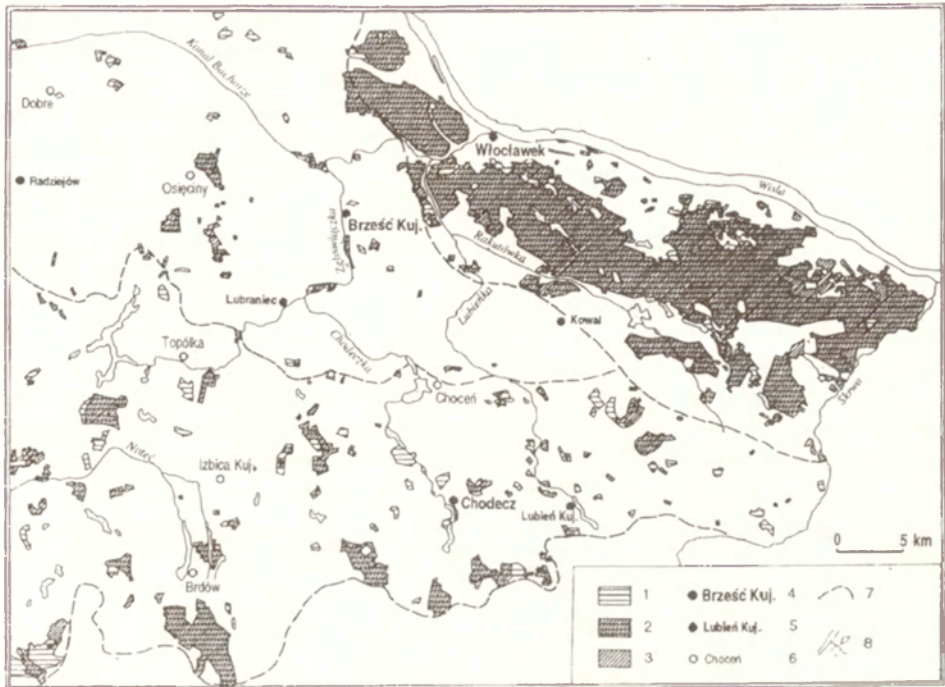 Kanał Bachorze
Dobre
Włocławek
Radziejów
Osięciny
Wisła
Zgłowiączka
Brześć Kuj.
Rakutówka
Lubieńka
Lubraniec
Kowal
Topólka
Chodeczka
Skrwa
Choceń
Noteć
Izbica Kuj.
Chodecz
Lubień Kuj.
0 5 km
Brdów
1 Brześć Kuj. 4 7
2 Lubień Kuj. 5 8
3 Choceń 6